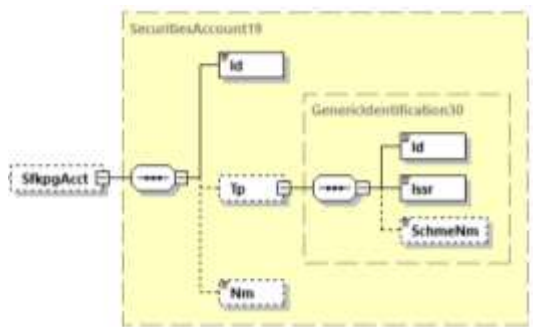 SecuritiesAccount19
Id
GenericIdentification30
Id
SfkpgAcct
Tp
Issr
SchmeNm
Nm